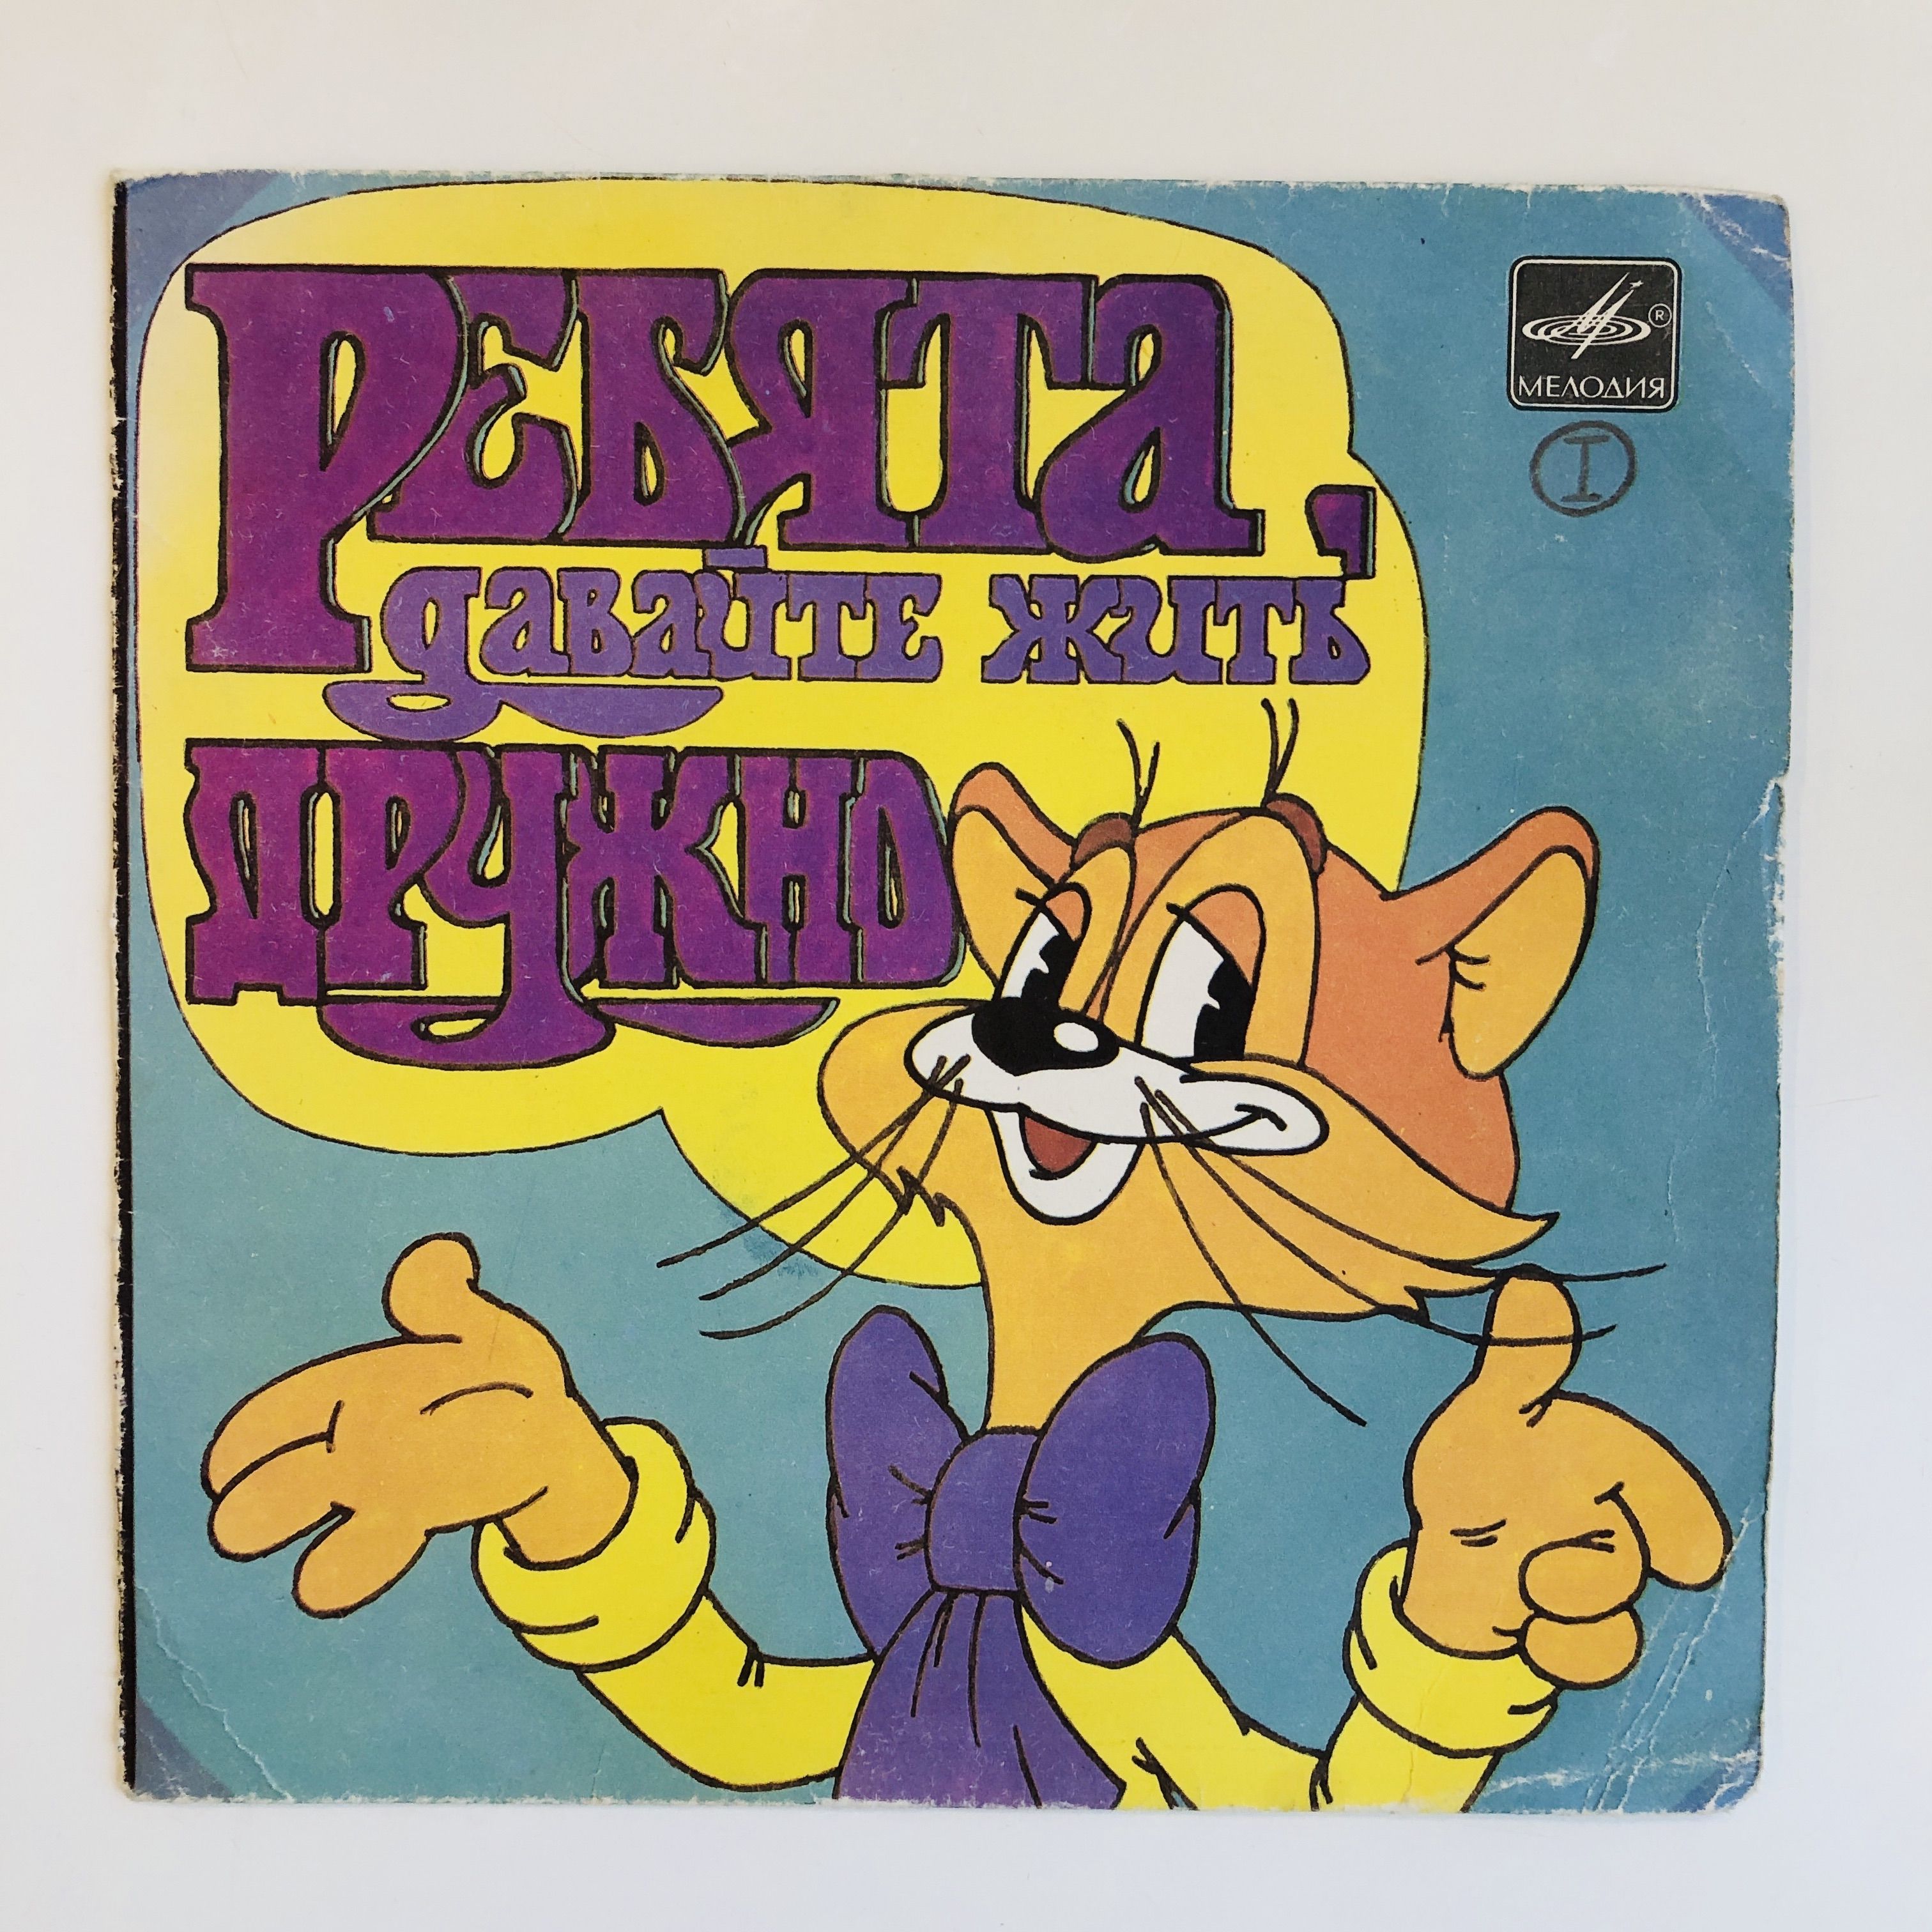 Ребята,
давайте жить
дружно
®
МЕЛОДИЯ
I